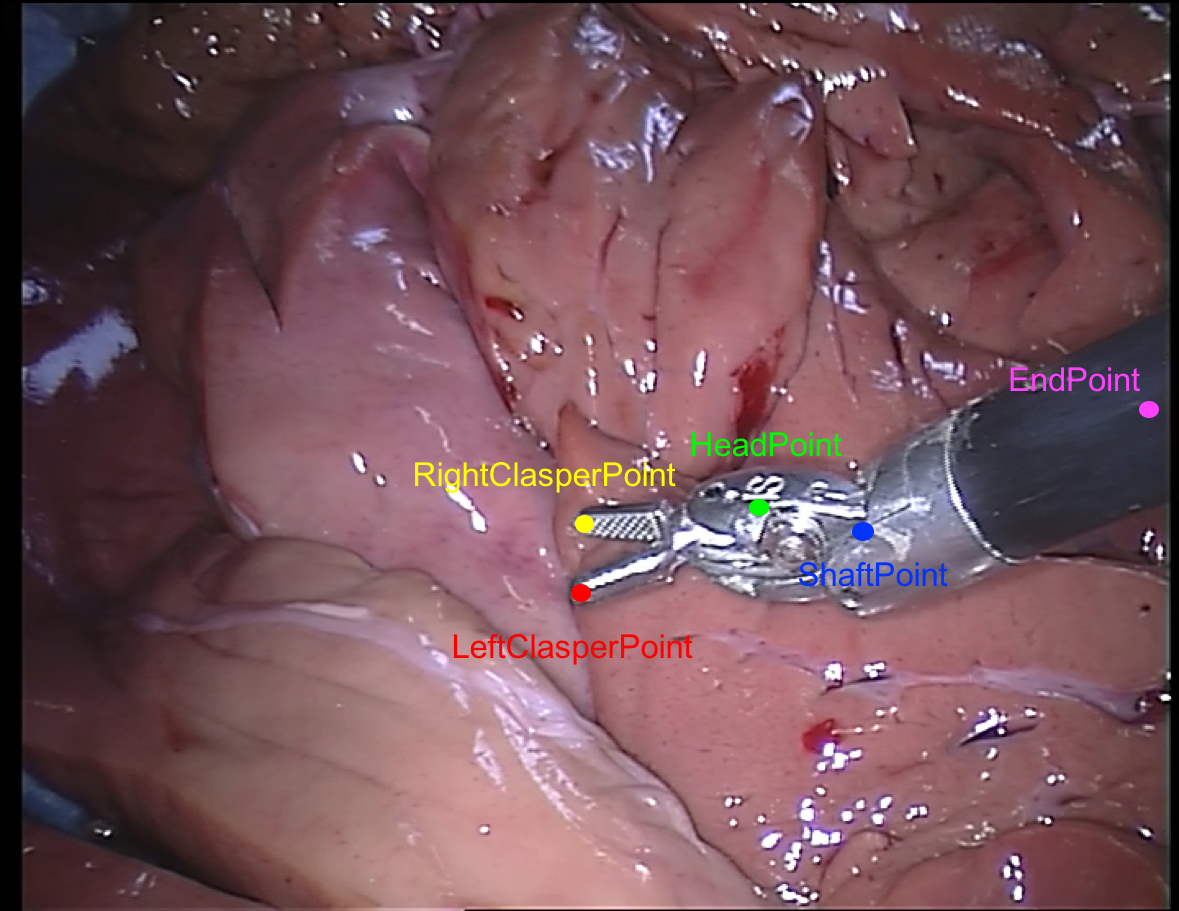 EndPoint
HeadPoint
RightClasperPoint
ShaftPoint
LeftClasperPoint